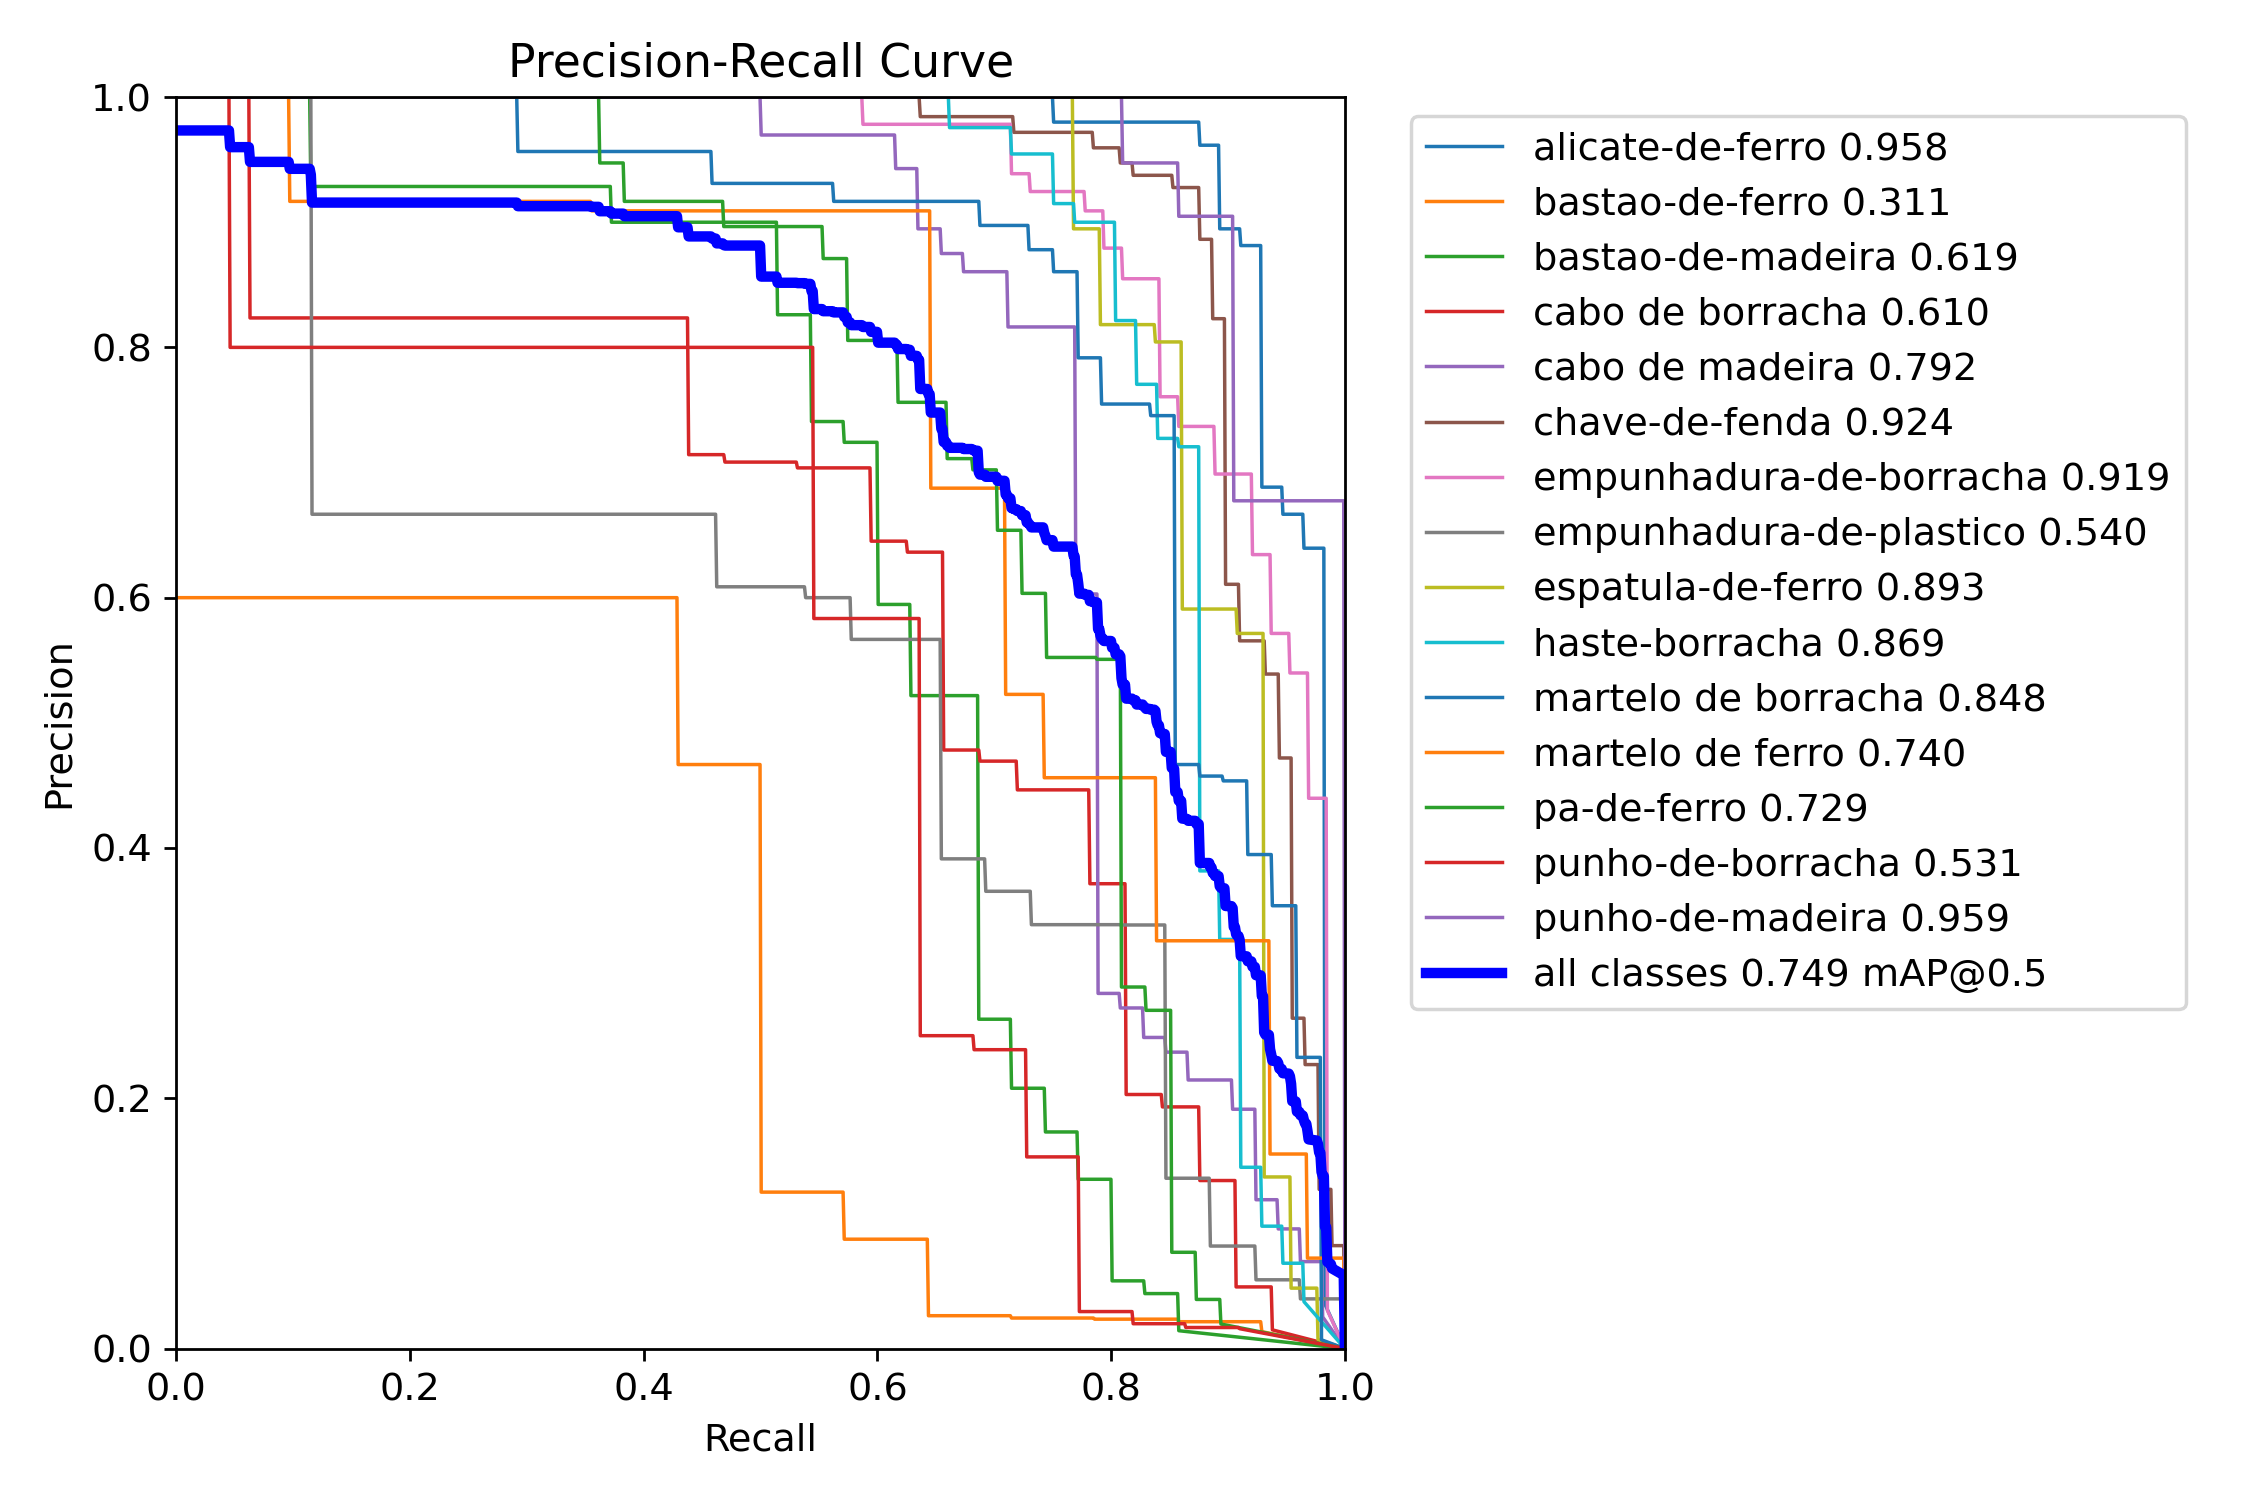 Precision-Recall Curve
1.0
0.8
0.6
0.4
0.2
0.0
Precision
0.0 0.2 0.4 0.6 0.8 1.0
Recall
alicate-de-ferro 0.958
bastao-de-ferro 0.311
bastao-de-madeira 0.619
cabo de borracha 0.610
cabo de madeira 0.792
chave-de-fenda 0.924
empunhadura-de-borracha 0.919
empunhadura-de-plastico 0.540
espatula-de-ferro 0.893
haste-borracha 0.869
martelo de borracha 0.848
martelo de ferro 0.740
pa-de-ferro 0.729
punho-de-borracha 0.531
punho-de-madeira 0.959
all classes 0.749 mAP@0.5